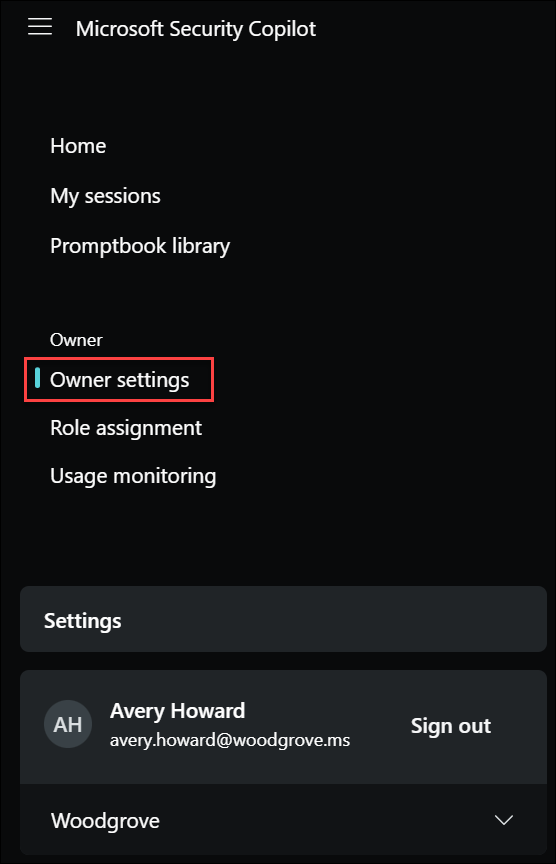 Microsoft Security Copilot
Home
My sessions
Promptbook library
Owner
Owner settings
Role assignment
Usage monitoring
Settings
AH
Avery Howard
avery.howard@woodgrove.ms
Sign out
Woodgrove